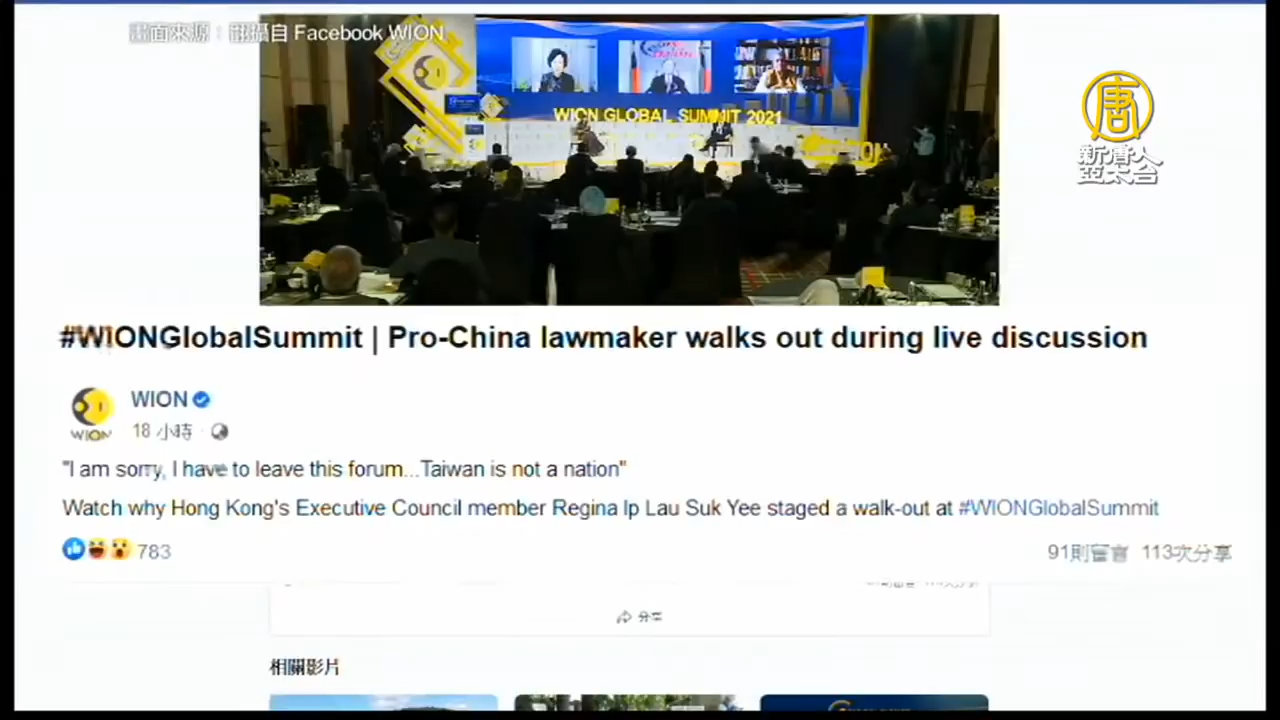 畫面來源：翻攝自 Facebook WION
WION GLOBAL SUMMIT 2021
唐
新唐人
亞太台
#WIONGlobalSummit | Pro-China lawmaker walks out during live discussion
WION
WION
18 小時
"I am sorry, I have to leave this forum...Taiwan is not a nation"
Watch why Hong Kong's Executive Council member Regina Ip Lau Suk Yee staged a walk-out at #WIONGlobalSummit
783
91則留言 113次分享
分享
相關影片